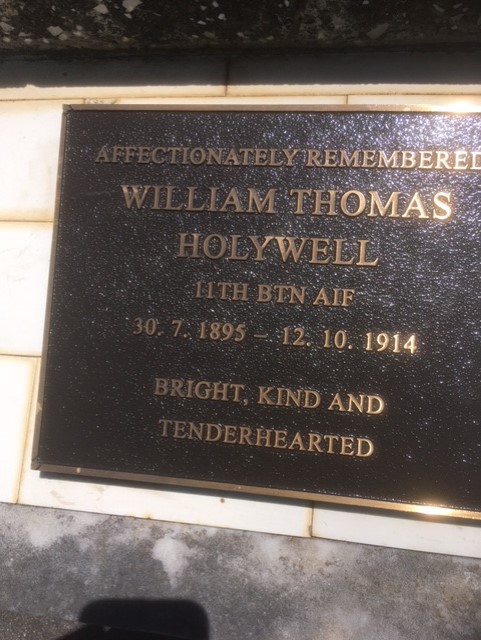 AFFECTIONATELY REMEMBERED
WILLIAM THOMAS
HOLYWELL
11TH BTN AIF
30. 7. 1895 – 12. 10. 1914
BRIGHT, KIND AND
TENDERHEARTED